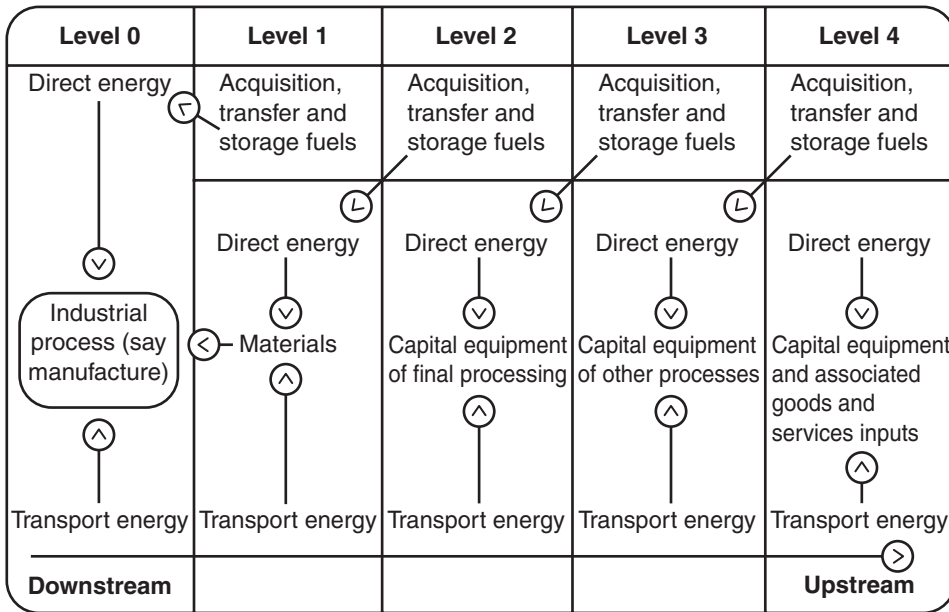 Level 0
Level 1
Level 2
Level 3
Level 4
Direct energy
Acquisition,
transfer and
storage fuels
Acquisition,
transfer and
storage fuels
Acquisition,
transfer and
storage fuels
Acquisition,
transfer and
storage fuels
Direct energy
Direct energy
Direct energy
Direct energy
Industrial
process (say
manufacture)
Materials
Capital equipment
of final processing
Capital equipment
of other processes
Capital equipment
and associated
goods and
services inputs
Transport energy
Transport energy
Transport energy
Transport energy
Transport energy
Downstream
Upstream